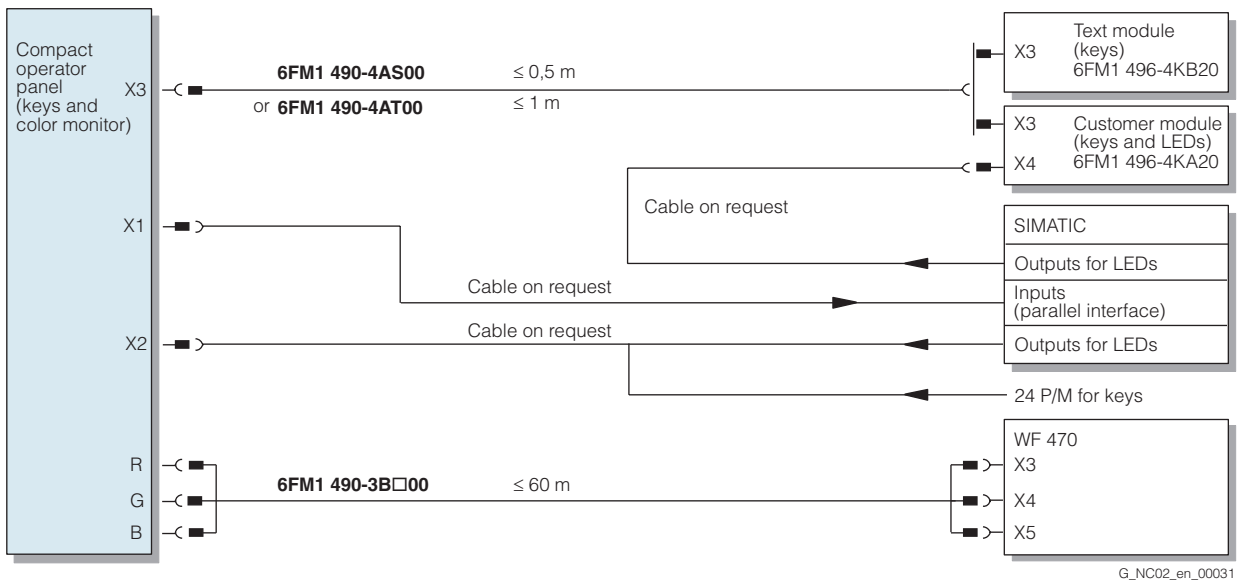 Compact
operator
panel
(keys and
color monitor)
X3
6FM1 490-4AS00 ≤ 0,5 m
or 6FM1 490-4AT00 ≤ 1 m
X3 Text module
(keys)
6FM1 496-4KB20
X3 Customer module
(keys and LEDs)
X4 6FM1 496-4KA20
Cable on request
X1
SIMATIC
Outputs for LEDs
Cable on request
Inputs
(parallel interface)
Cable on request
X2
Outputs for LEDs
24 P/M for keys
WF 470
R
X3
6FM1 490-3B□00 ≤ 60 m
G
X4
B
X5
G_NC02_en_00031